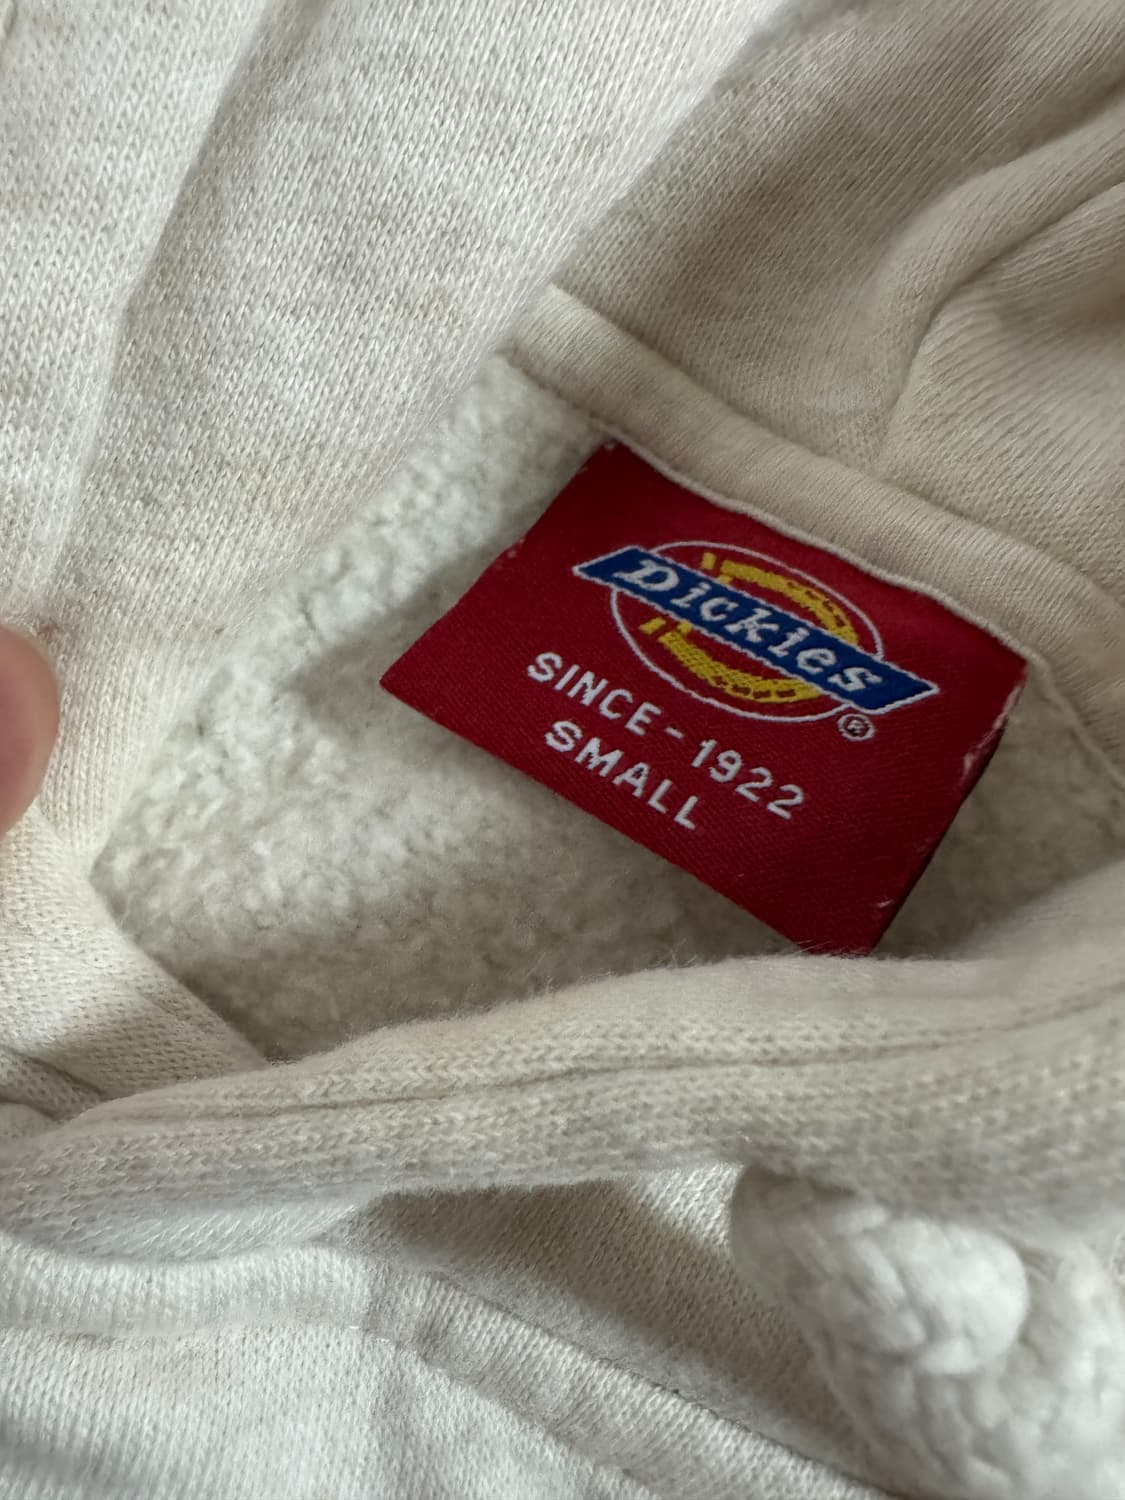 Dickies
®
SINCE-1922
SMALL